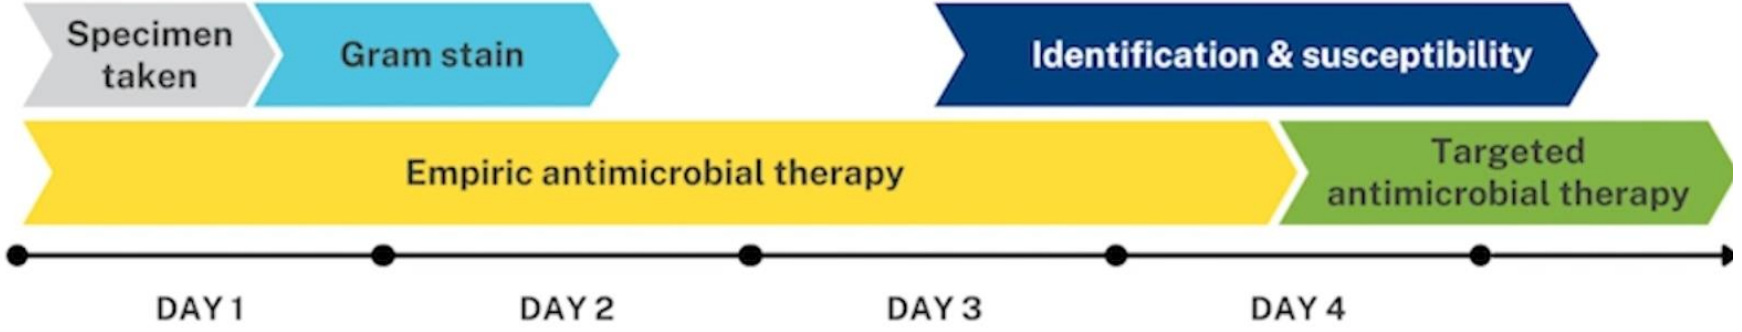 Specimen
taken
Gram stain
Identification & susceptibility
Empiric antimicrobial therapy
Targeted
antimicrobial therapy
DAY 1
DAY 2
DAY 3
DAY 4